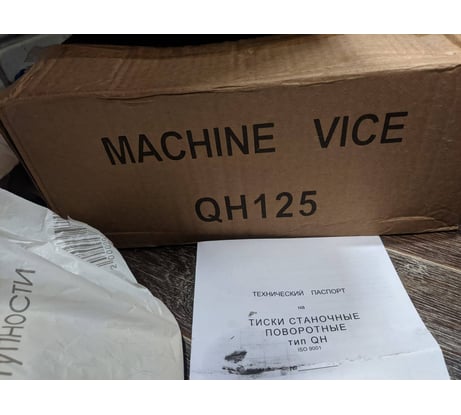 MACHINE VICE
QH125
ТЕХНИЧЕСКИЙ ПАСПОРТ
на
ТИСКИ СТАНОЧНЫЕ
ПОВОРОТНЫЕ
тип QH
ISO 9001